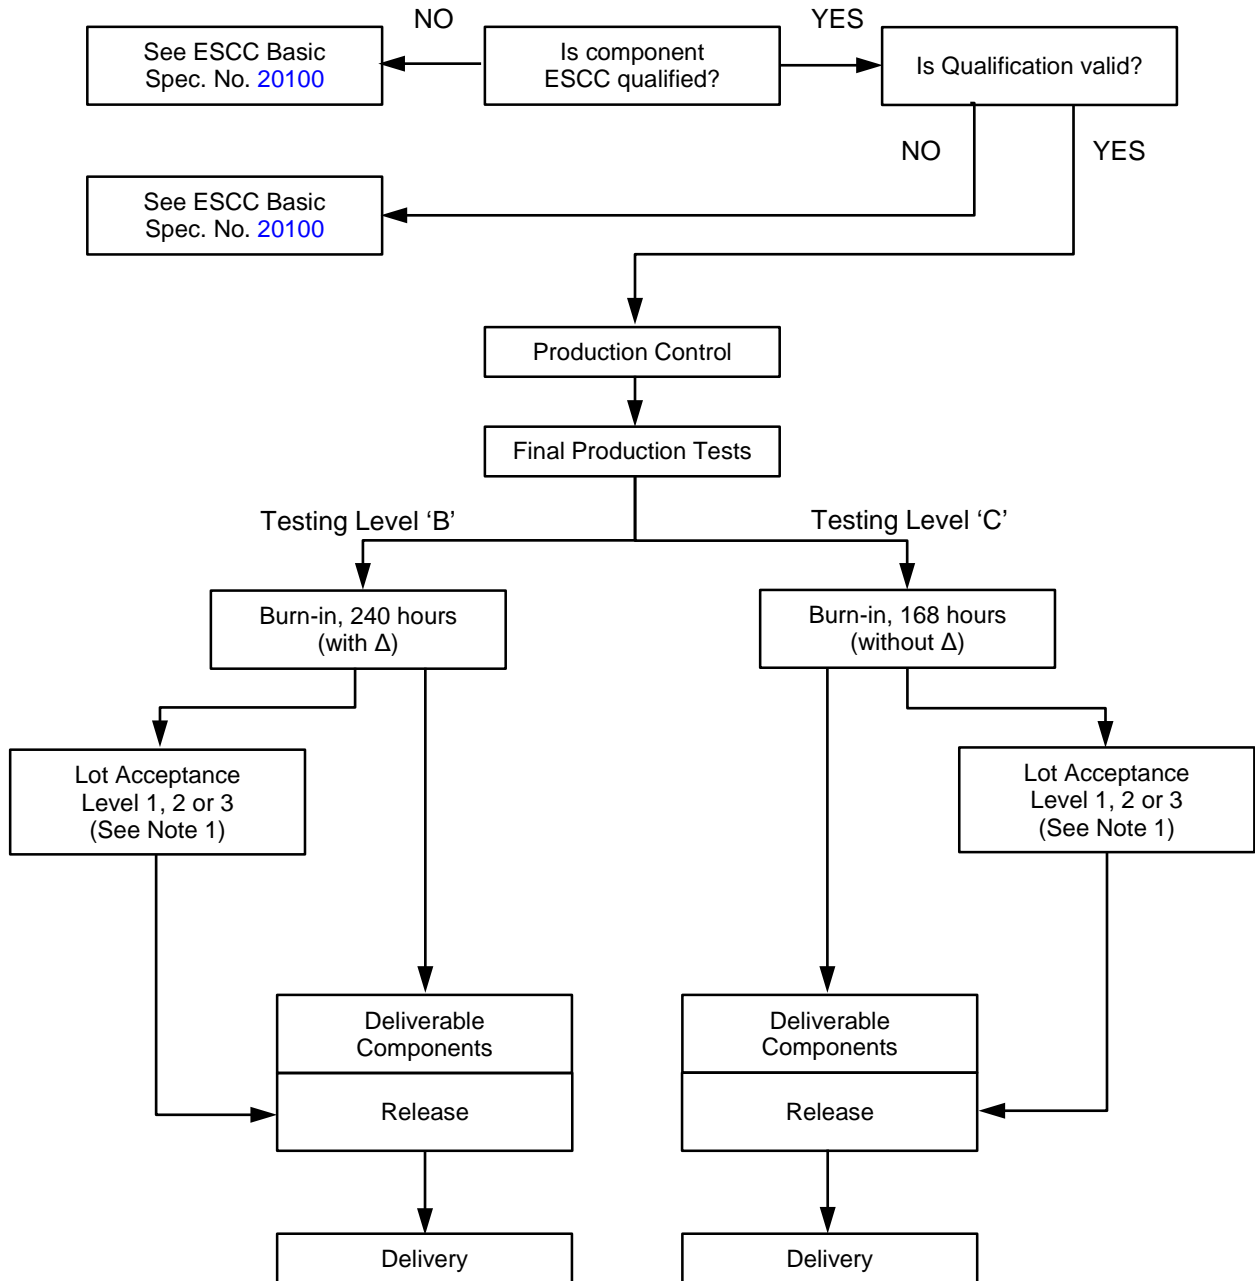 NO
YES
See ESCC Basic
Spec. No. 20100
Is component
ESCC qualified?
Is Qualification valid?
NO
YES
See ESCC Basic
Spec. No. 20100
Production Control
Final Production Tests
Testing Level ‘B’
Testing Level ‘C’
Burn-in, 240 hours
(with Δ)
Burn-in, 168 hours
(without Δ)
Lot Acceptance
Level 1, 2 or 3
(See Note 1)
Lot Acceptance
Level 1, 2 or 3
(See Note 1)
Deliverable
Components
Deliverable
Components
Release
Release
Delivery
Delivery